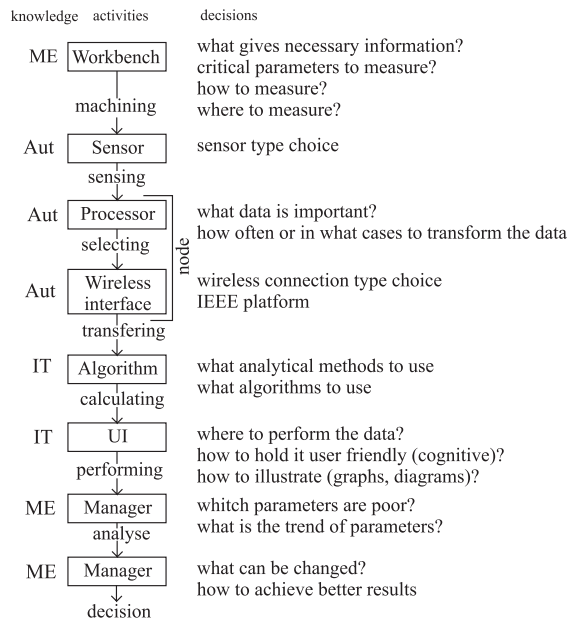 knowledge activities decisions
ME Workbench what gives necessary information?
critical parameters to measure?
how to measure?
machining where to measure?
Aut Sensor sensor type choice
sensing
Aut Processor what data is important?
selecting how often or in what cases to transform the data
node
Aut Wireless interface wireless connection type choice
IEEE platform
transfering
IT Algorithm what analytical methods to use
what algorithms to use
calculating
IT UI where to perform the data?
how to hold it user friendly (cognitive)?
performing how to illustrate (graphs, diagrams)?
ME Manager whitch parameters are poor?
analyse what is the trend of parameters?
ME Manager what can be changed?
how to achieve better results
decision